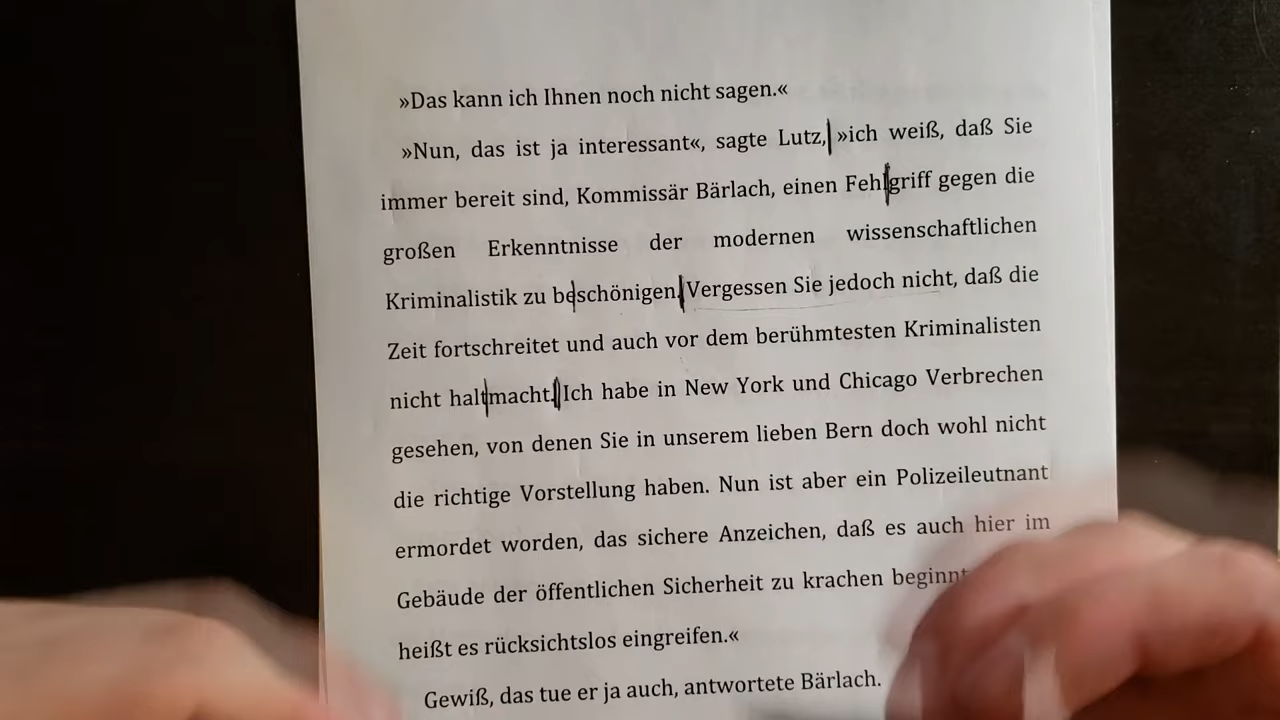 »Das kann ich Ihnen noch nicht sagen.«
»Nun, das ist ja interessant«, sagte Lutz, »ich weiß, daß Sie
immer bereit sind, Kommissär Bärlach, einen Fehlgriff gegen die
großen Erkenntnisse der modernen wissenschaftlichen
Kriminalistik zu beschönigen. Vergessen Sie jedoch nicht, daß die
Zeit fortschreitet und auch vor dem berühmtesten Kriminalisten
nicht haltmacht. Ich habe in New York und Chicago Verbrechen
gesehen, von denen Sie in unserem lieben Bern doch wohl nicht
die richtige Vorstellung haben. Nun ist aber ein Polizeileutnant
ermordet worden, das sichere Anzeichen, daß es auch hier im
Gebäude der öffentlichen Sicherheit zu krachen beginnt
heißt es rücksichtslos eingreifen.«
Gewiß, das tue er ja auch, antwortete Bärlach.